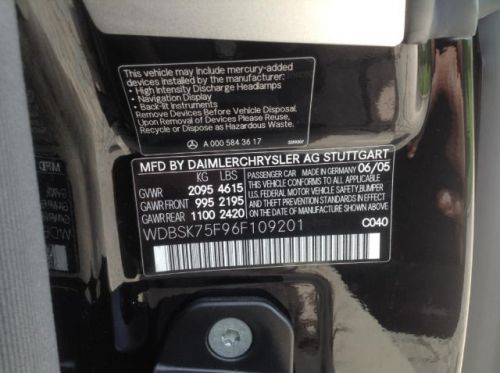 This vehicle may include mercury-added
devices installed by the manufacturer:
• High Intensity Discharge Headlamps
• Navigation Display
• Back-lit Instruments
Remove Devices Before Vehicle Disposal.
Upon Removal of Devices Please Reuse,
Recycle or Dispose as Hazardous Waste.
A 000 584 36 17
MFD BY DAIMLERCHRYSLER AG STUTTGART
KG LBS
GVWR 2095 4615
GAWR FRONT 995 2195
GAWR REAR 1100 2420
PASSENGER CAR 06/05
THIS VEHICLE CONFORMS TO ALL APPLICABLE
U.S. FEDERAL MOTOR VEHICLE SAFETY, BUMPER
AND THEFT PREVENTION STANDARDS IN EFFECT
ON THE DATE OF MANUFACTURE SHOWN ABOVE.
WDBSK75F96F109201
C040